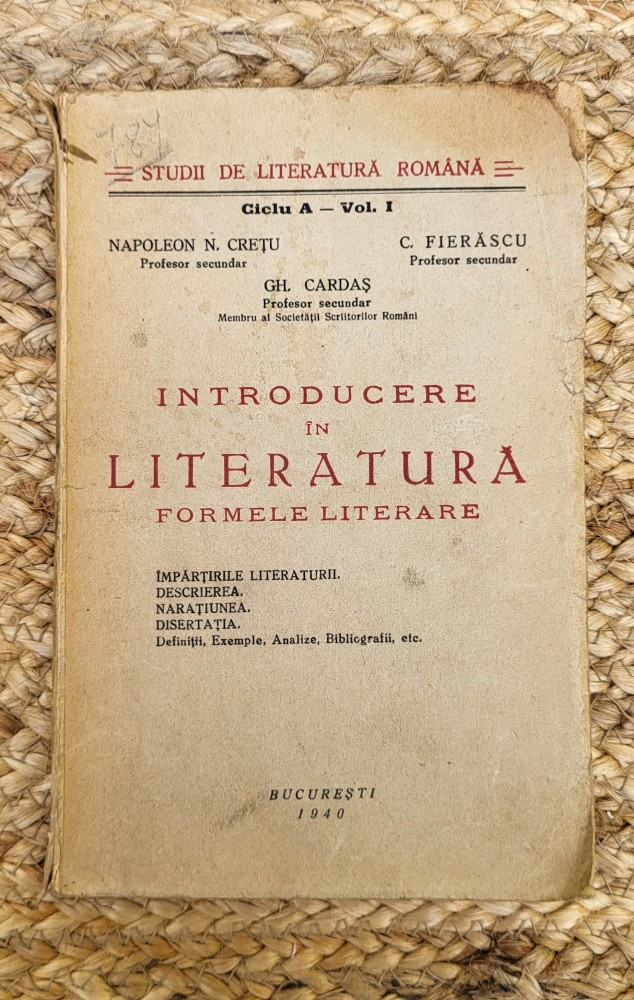 787
STUDII DE LITERATURĂ ROMÂNĂ
Ciclu A — Vol. I
NAPOLEON N. CREȚU
Profesor secundar
C. FIERĂSCU
Profesor secundar
GH. CARDAȘ
Profesor secundar
Membru al Societății Scriitorilor Români
INTRODUCERE
ÎN
LITERATURĂ
FORMELE LITERARE
ÎMPĂRȚIRILE LITERATURII.
DESCRIEREA.
NARAȚIUNEA.
DISERTAȚIA.
Definiții, Exemple, Analize, Bibliografii, etc.
BUCUREȘTI
1940